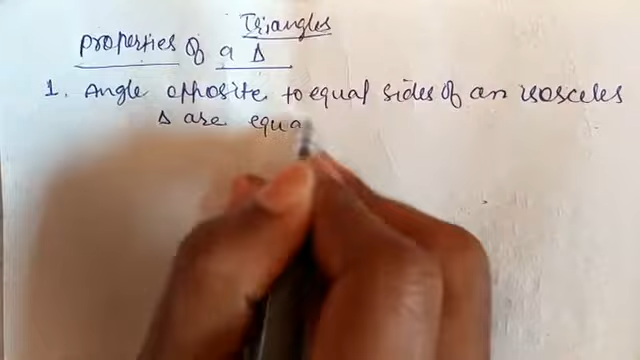 Triangles
Properties of a Δ
1. Angle opposite to equal sides of an isosceles
Δ are equa